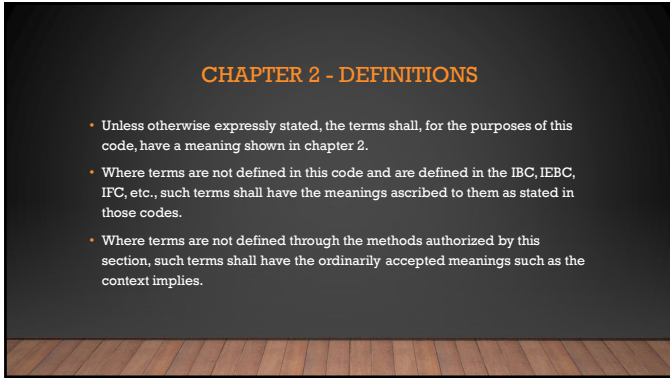 CHAPTER 2 - DEFINITIONS
• Unless otherwise expressly stated, the terms shall, for the purposes of this
code, have a meaning shown in chapter 2.
• Where terms are not defined in this code and are defined in the IBC, IEBC,
IFC, etc., such terms shall have the meanings ascribed to them as stated in
those codes.
• Where terms are not defined through the methods authorized by this
section, such terms shall have the ordinarily accepted meanings such as the
context implies.